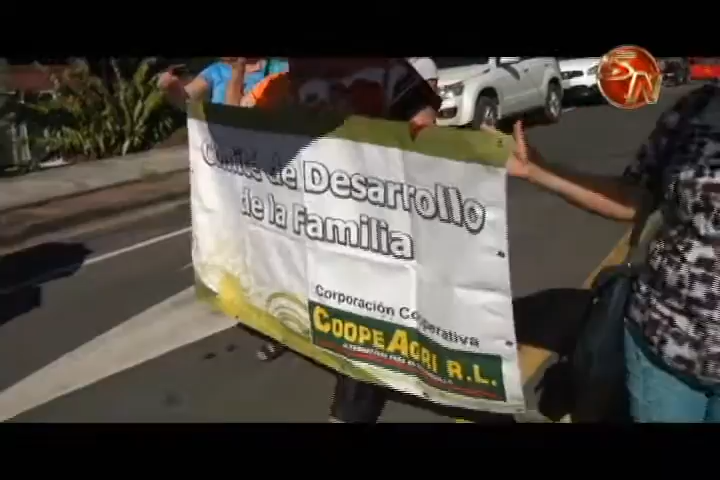 Comité de Desarrollo
de la Familia
Corporación Cooperativa
COOPEAGRI R.L.